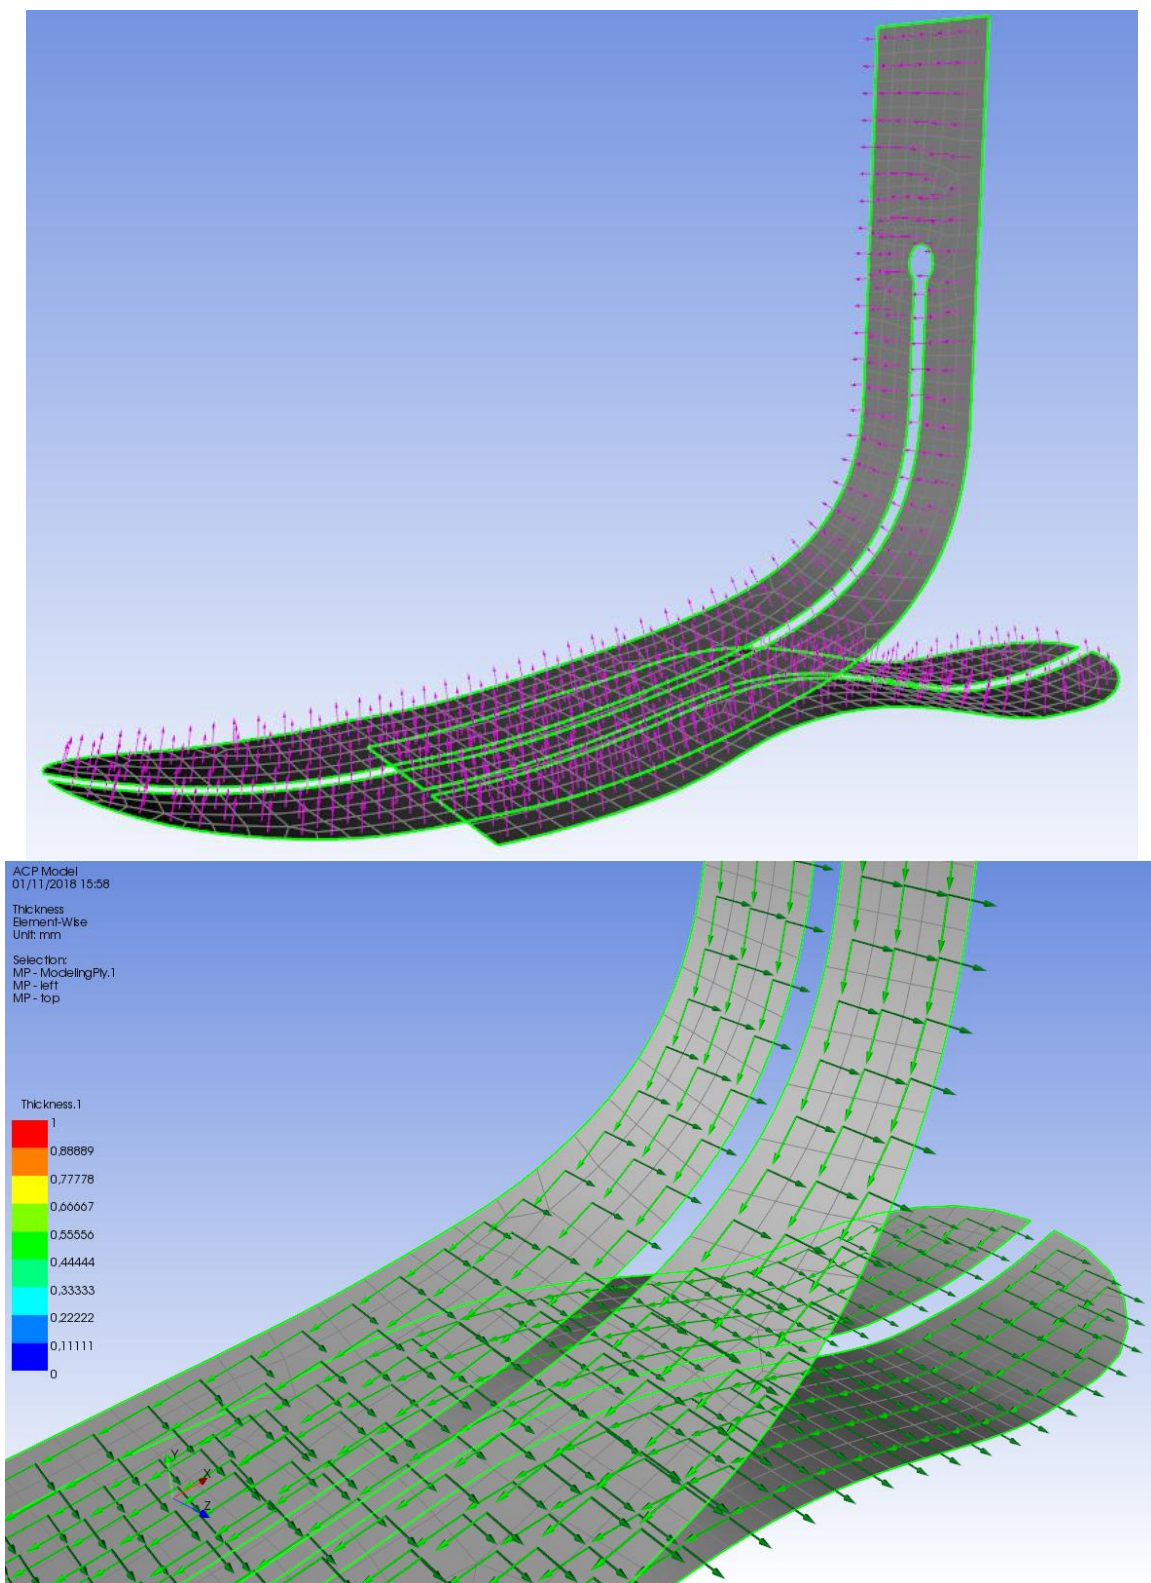 ACP Model
01/11/2018 15:58
Thickness
Element-Wise
Unit: mm
Selection:
MP - ModelingPly.1
MP - left
MP - top
Thickness.1
1
0,88889
0,77778
0,66667
0,55556
0,44444
0,33333
0,22222
0,11111
0
Y
X
Z